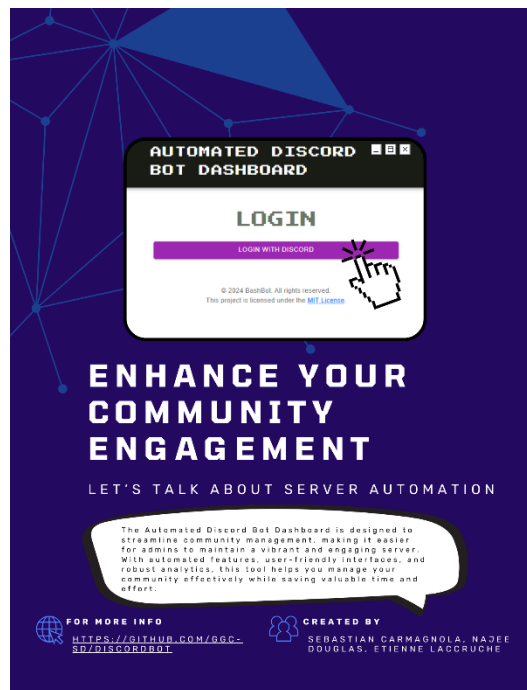 AUTOMATED DISCORD
BOT DASHBOARD
LOGIN
LOGIN WITH DISCORD
© 2024 BashBot. All rights reserved.
This project is licensed under the MIT License.
ENHANCE YOUR
COMMUNITY
ENGAGEMENT
LET'S TALK ABOUT SERVER AUTOMATION
The Automated Discord Bot Dashboard is designed to
streamline community management, making it easier
for admins to maintain a vibrant and engaging server.
With automated features, user-friendly interfaces, and
robust analytics, this tool helps you manage your
community effectively while saving valuable time and
effort.
FOR MORE INFO
HTTPS://GITHUB.COM/GGC-
SD/DISCORDBOT
CREATED BY
SEBASTIAN CARMAGNOLA, NAJEE
DOUGLAS, ETIENNE LACCRUCHE